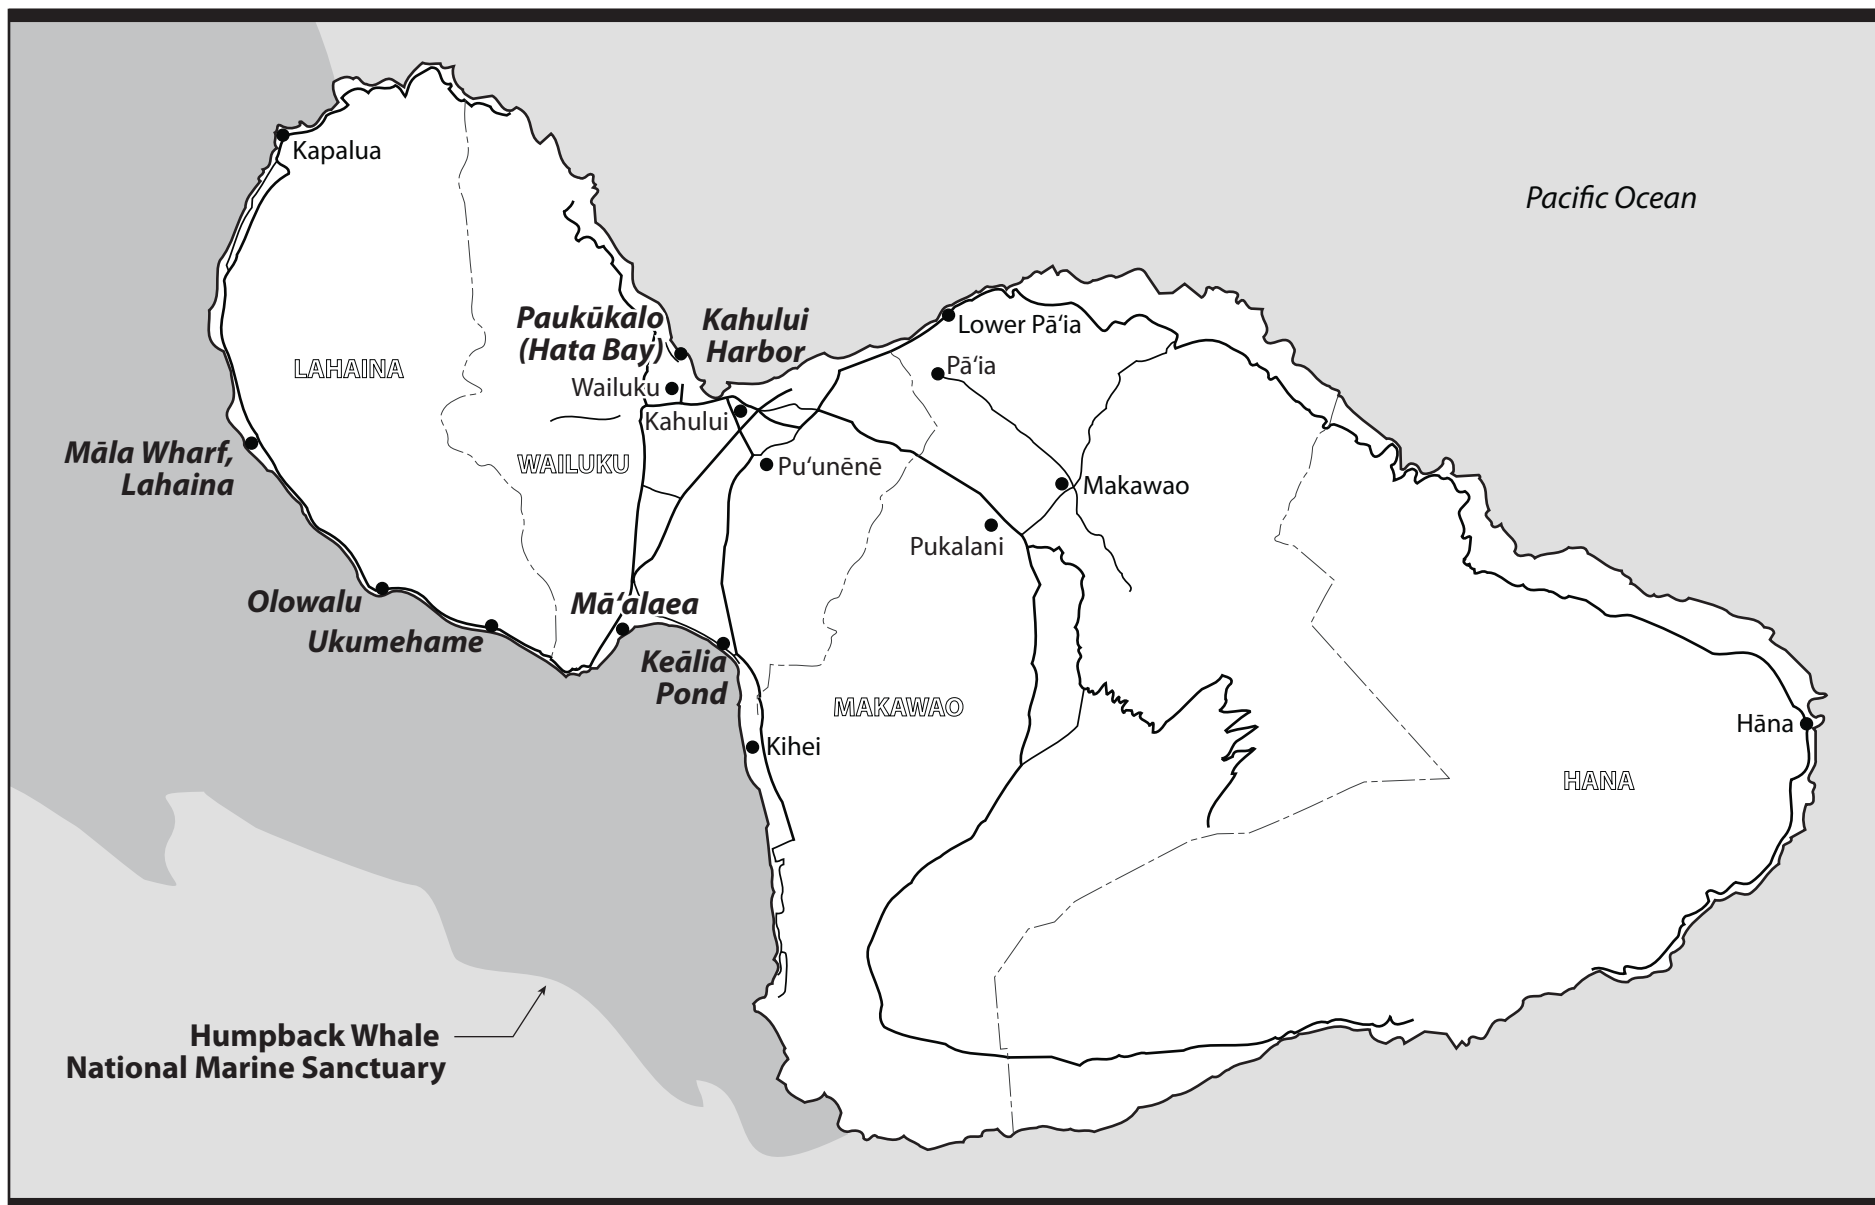 Kapalua
Pacific Ocean
Paukūkalo
(Hata Bay)
Kahului
Harbor
Lower Pā‘ia
LAHAINA
Pā‘ia
Wailuku
Kahului
Māla Wharf,
Lahaina
WAILUKU
Pu‘unēnē
Makawao
Pukalani
Olowalu
Mā‘alaea
Ukumehame
Keālia
Pond
MAKAWAO
Hāna
Kihei
HANA
Humpback Whale
National Marine Sanctuary